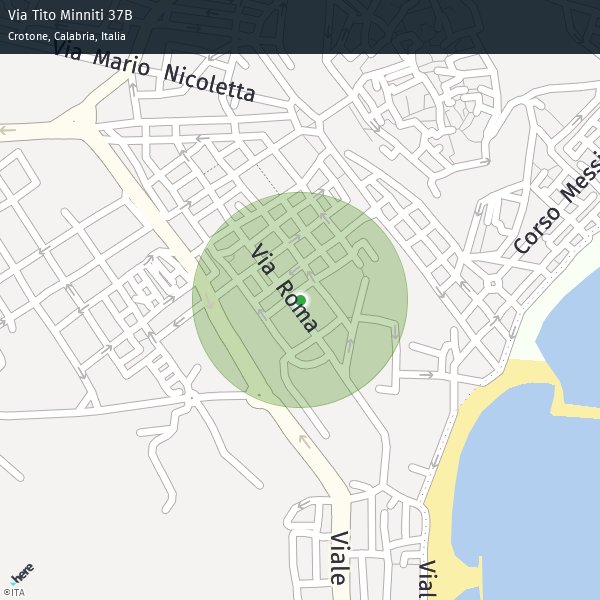 Via Tito Minniti 37B
Crotone, Calabria, Italia
Via Mario Nicoletta
Corso Messi
Via Roma
Viale
Vial
here
©ITA